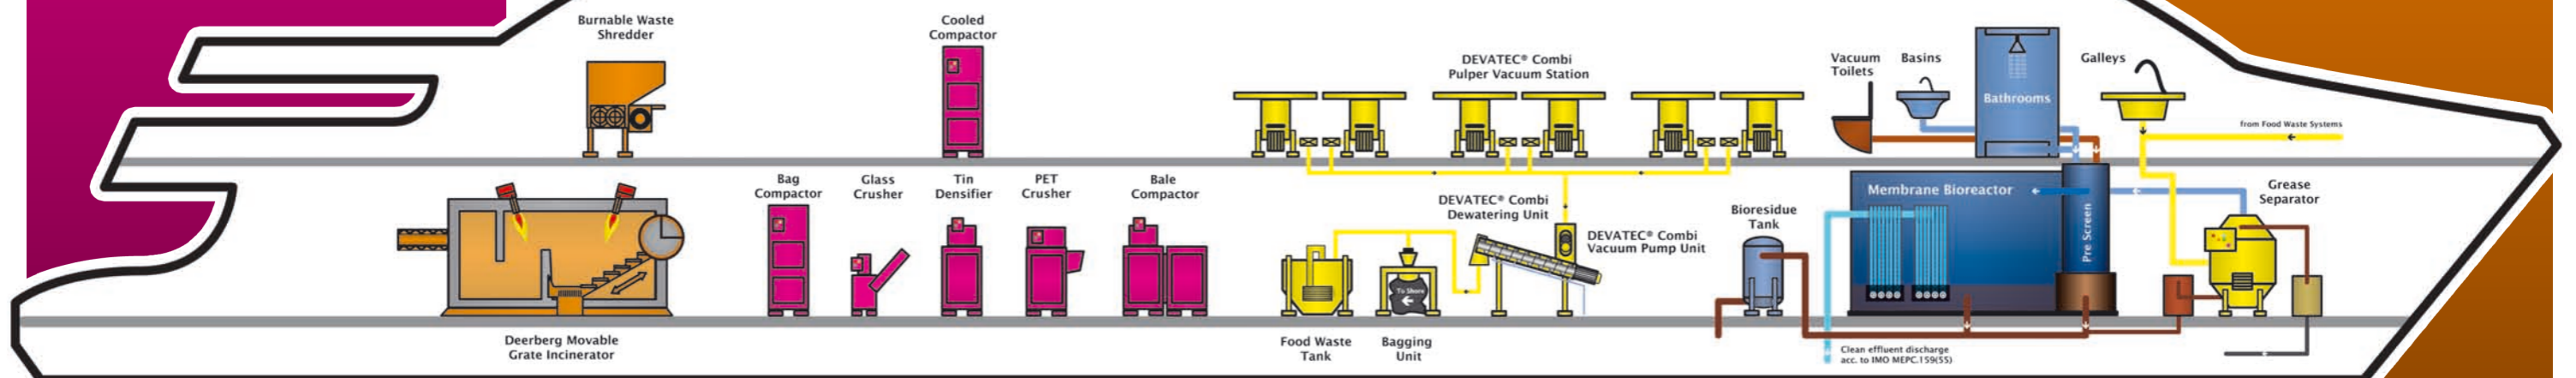 Burnable Waste
Shredder
Cooled
Compactor
DEVATEC® Combi
Pulper Vacuum Station
Vacuum
Toilets
Basins
Bathrooms
Galleys
from Food Waste Systems
Bag
Compactor
Glass
Crusher
Tin
Densifier
PET
Crusher
Bale
Compactor
DEVATEC® Combi
Dewatering Unit
DEVATEC® Combi
Vacuum Pump Unit
To Shore
Bioresidue
Tank
Membrane Bioreactor
Pre Screen
Grease
Separator
Deerberg Movable
Grate Incinerator
Food Waste
Tank
Bagging
Unit
Clean effluent discharge
acc. to IMO MEPC.159(55)